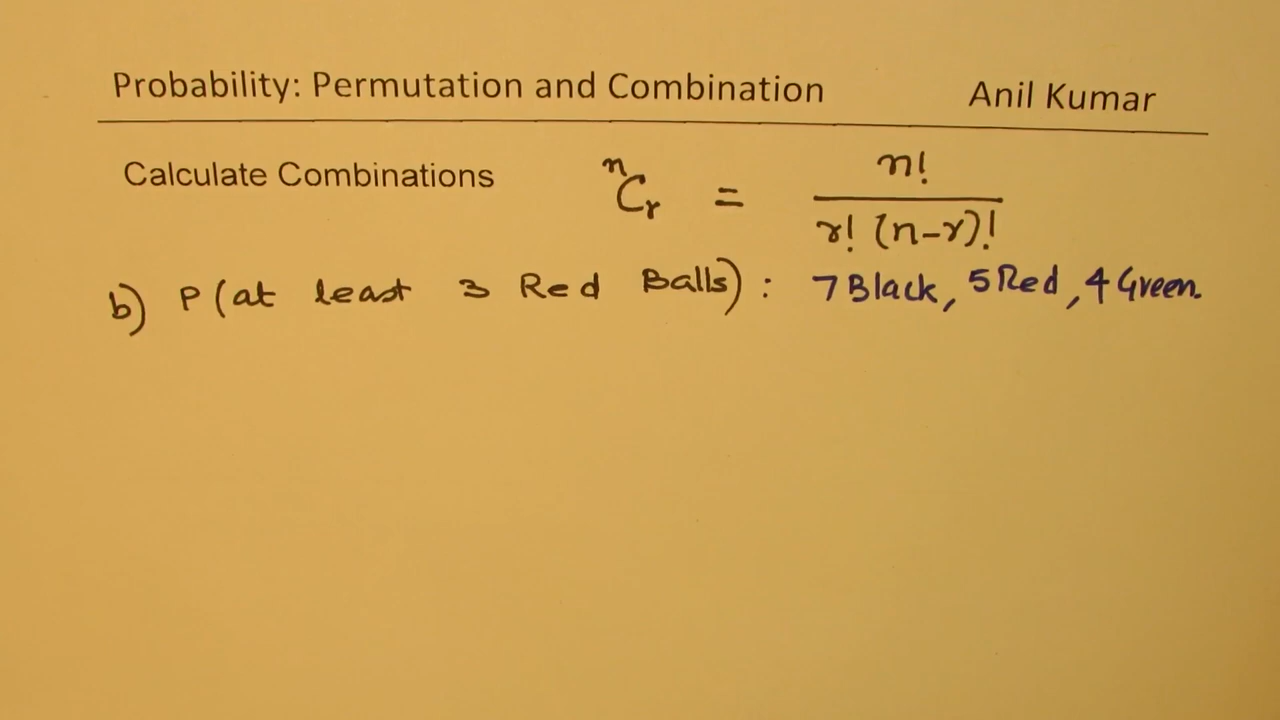 Probability: Permutation and Combination Anil Kumar
Calculate Combinations nCr = n! / r! (n-r)!
b) P(at least 3 Red Balls) : 7 Black, 5 Red, 4 Green.